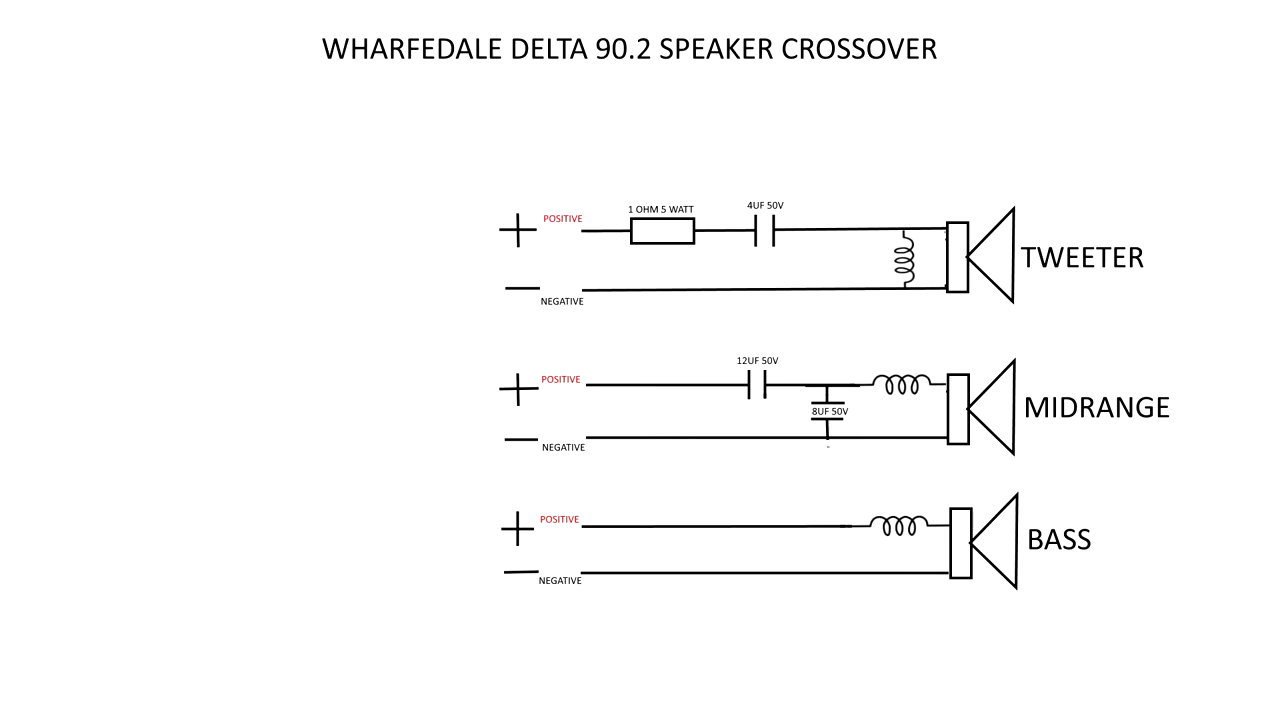 WHARFEDALE DELTA 90.2 SPEAKER CROSSOVER
1 OHM 5 WATT
4UF 50V
POSITIVE
TWEETER
NEGATIVE
12UF 50V
POSITIVE
8UF 50V
MIDRANGE
NEGATIVE
POSITIVE
BASS
NEGATIVE